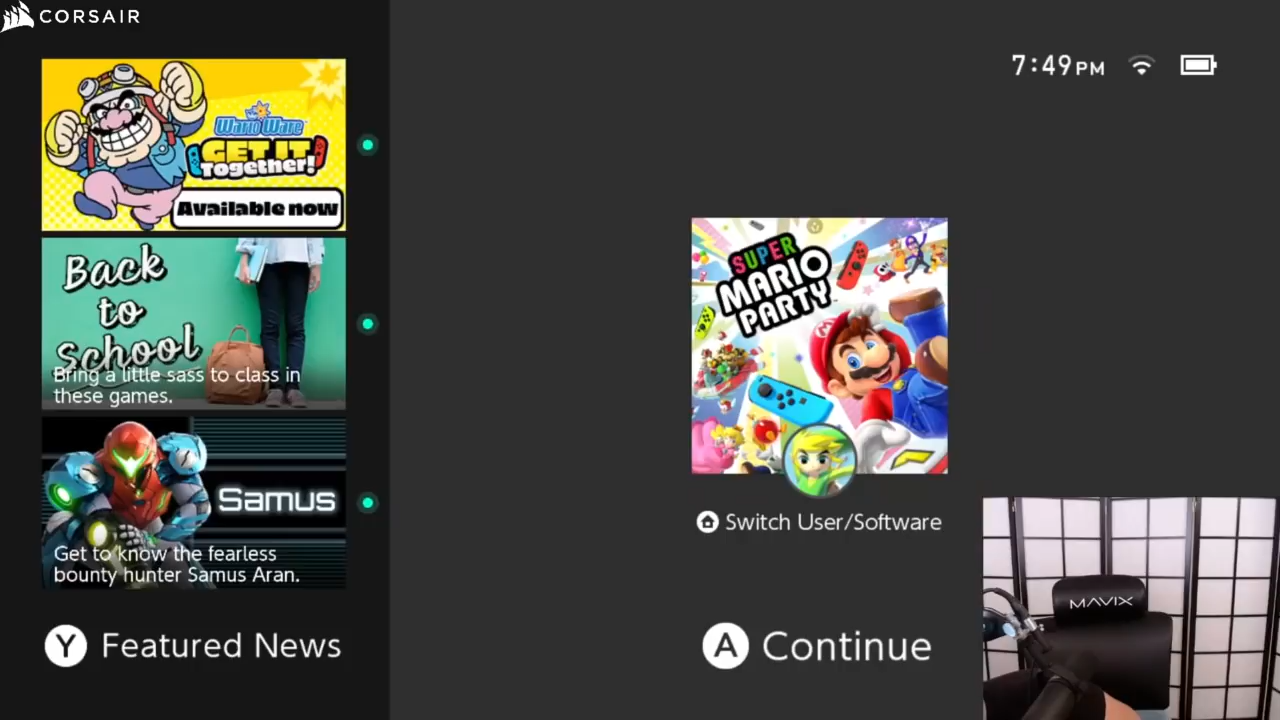 CORSAIR
7:49PM
Wario Ware
GET IT
Together!
Available now
Back
to
School
Bring a little sass to class in
these games.
SAMUS
Get to know the fearless
bounty hunter Samus Aran.
Y Featured News
SUPER
MARIO
PARTY
Switch User/Software
A Continue
MAVIX